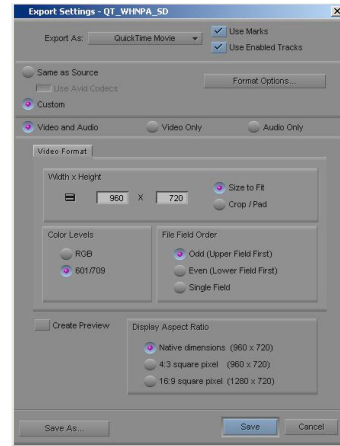 Export Settings - QT_WHNPA_SD
Export As: QuickTime Movie
Use Marks
Use Enabled Tracks
Same as Source
Use Avid Codecs
Format Options...
Custom
Video and Audio Video Only Audio Only
Video Format
Width x Height
960 X 720
Size to Fit
Crop / Pad
Color Levels
RGB
601/709
File Field Order
Odd (Upper Field First)
Even (Lower Field First)
Single Field
Create Preview
Display Aspect Ratio
Native dimensions (960 x 720)
4:3 square pixel (960 x 720)
16:9 square pixel (1280 x 720)
Save As... Save Cancel